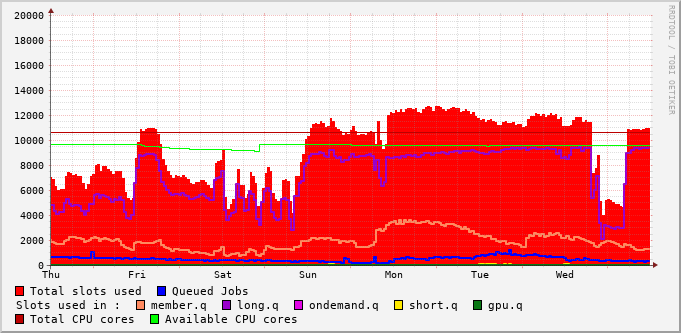 20000
18000
16000
14000
12000
10000
8000
6000
4000
2000
0
Thu Fri Sat Sun Mon Tue Wed
RRDTOOL / TOBI OETIKER
Total slots used Queued Jobs
Slots used in : member.q long.q ondemand.q short.q gpu.q
Total CPU cores Available CPU cores